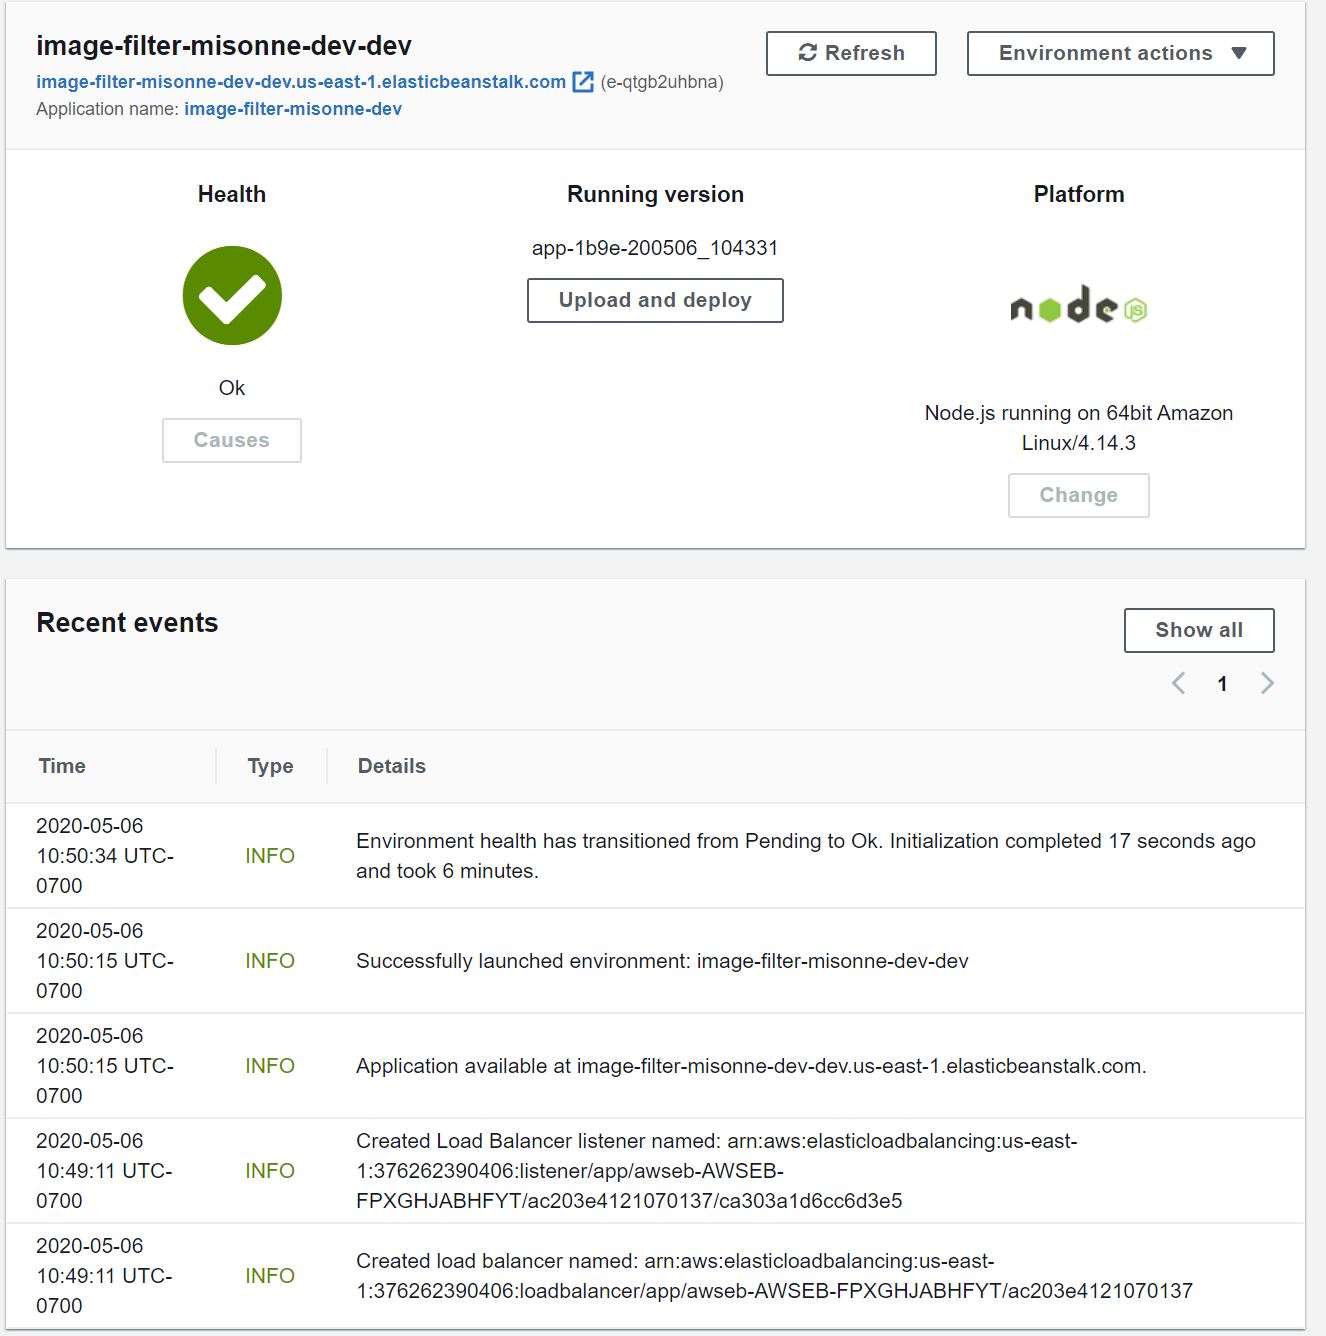 image-filter-misonne-dev-dev
Refresh
Environment actions
image-filter-misonne-dev-dev.us-east-1.elasticbeanstalk.com (e-qtgb2uhbna)
Application name: image-filter-misonne-dev
Health
Running version
Platform
app-1b9e-200506_104331
Upload and deploy
node JS
Ok
Causes
Node.js running on 64bit Amazon
Linux/4.14.3
Change
Recent events
Show all
1
Time
Type
Details
2020-05-06
10:50:34 UTC-
0700
INFO
Environment health has transitioned from Pending to Ok. Initialization completed 17 seconds ago
and took 6 minutes.
2020-05-06
10:50:15 UTC-
0700
INFO
Successfully launched environment: image-filter-misonne-dev-dev
2020-05-06
10:50:15 UTC-
0700
INFO
Application available at image-filter-misonne-dev-dev.us-east-1.elasticbeanstalk.com.
2020-05-06
10:49:11 UTC-
0700
INFO
Created Load Balancer listener named: arn:aws:elasticloadbalancing:us-east-
1:376262390406:listener/app/awseb-AWSEB-
FPXGHJABHFYT/ac203e4121070137/ca303a1d6cc6d3e5
2020-05-06
10:49:11 UTC-
0700
INFO
Created load balancer named: arn:aws:elasticloadbalancing:us-east-
1:376262390406:loadbalancer/app/awseb-AWSEB-FPXGHJABHFYT/ac203e4121070137